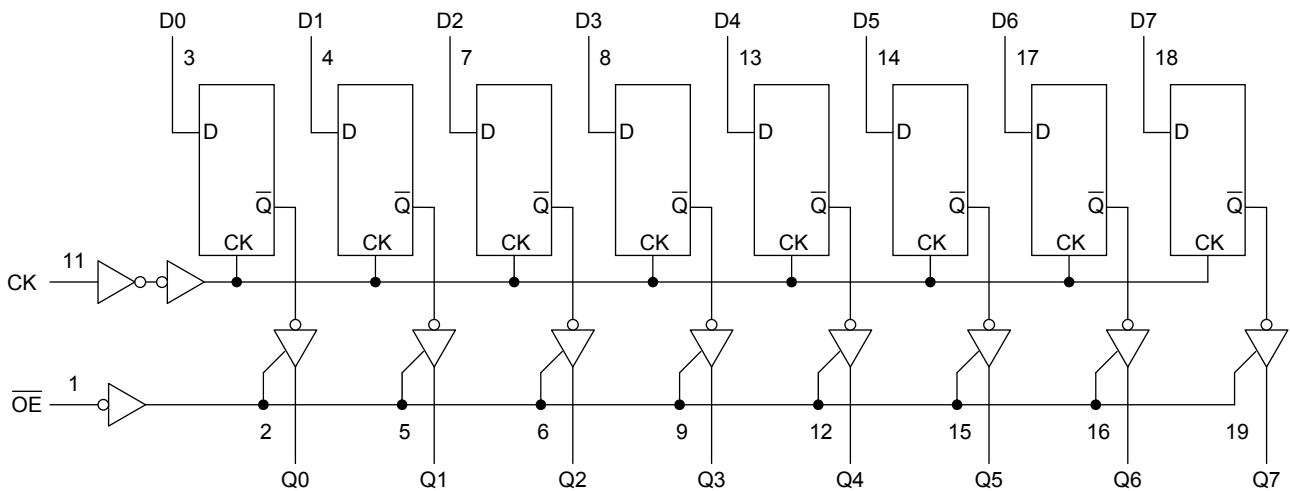 D0 D1 D2 D3 D4 D5 D6 D7
3 4 7 8 13 14 17 18
D D D D D D D D
Q̅ Q̅ Q̅ Q̅ Q̅ Q̅ Q̅ Q̅
CK CK CK CK CK CK CK CK
11
CK
1
O̅E̅
2 5 6 9 12 15 16 19
Q0 Q1 Q2 Q3 Q4 Q5 Q6 Q7